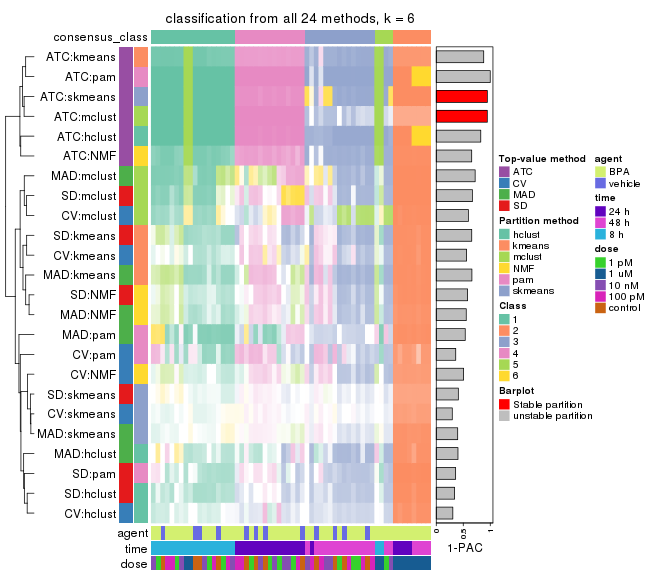 classification from all 24 methods, k = 6
consensus_class
ATC:kmeans
ATC:pam
ATC:skmeans
ATC:mclust
ATC:hclust
ATC:NMF
MAD:mclust
SD:mclust
CV:mclust
SD:kmeans
CV:kmeans
MAD:kmeans
SD:NMF
MAD:NMF
MAD:pam
CV:pam
CV:NMF
SD:skmeans
CV:skmeans
MAD:skmeans
MAD:hclust
SD:pam
SD:hclust
CV:hclust
agent
time
dose
0
0.5
1
1-PAC
Top-value method
ATC
CV
MAD
SD
Partition method
hclust
kmeans
mclust
NMF
pam
skmeans
Class
1
2
3
4
5
6
Barplot
Stable partition
unstable partition
agent
BPA
vehicle
time
24 h
48 h
8 h
dose
1 pM
1 uM
10 nM
100 pM
control